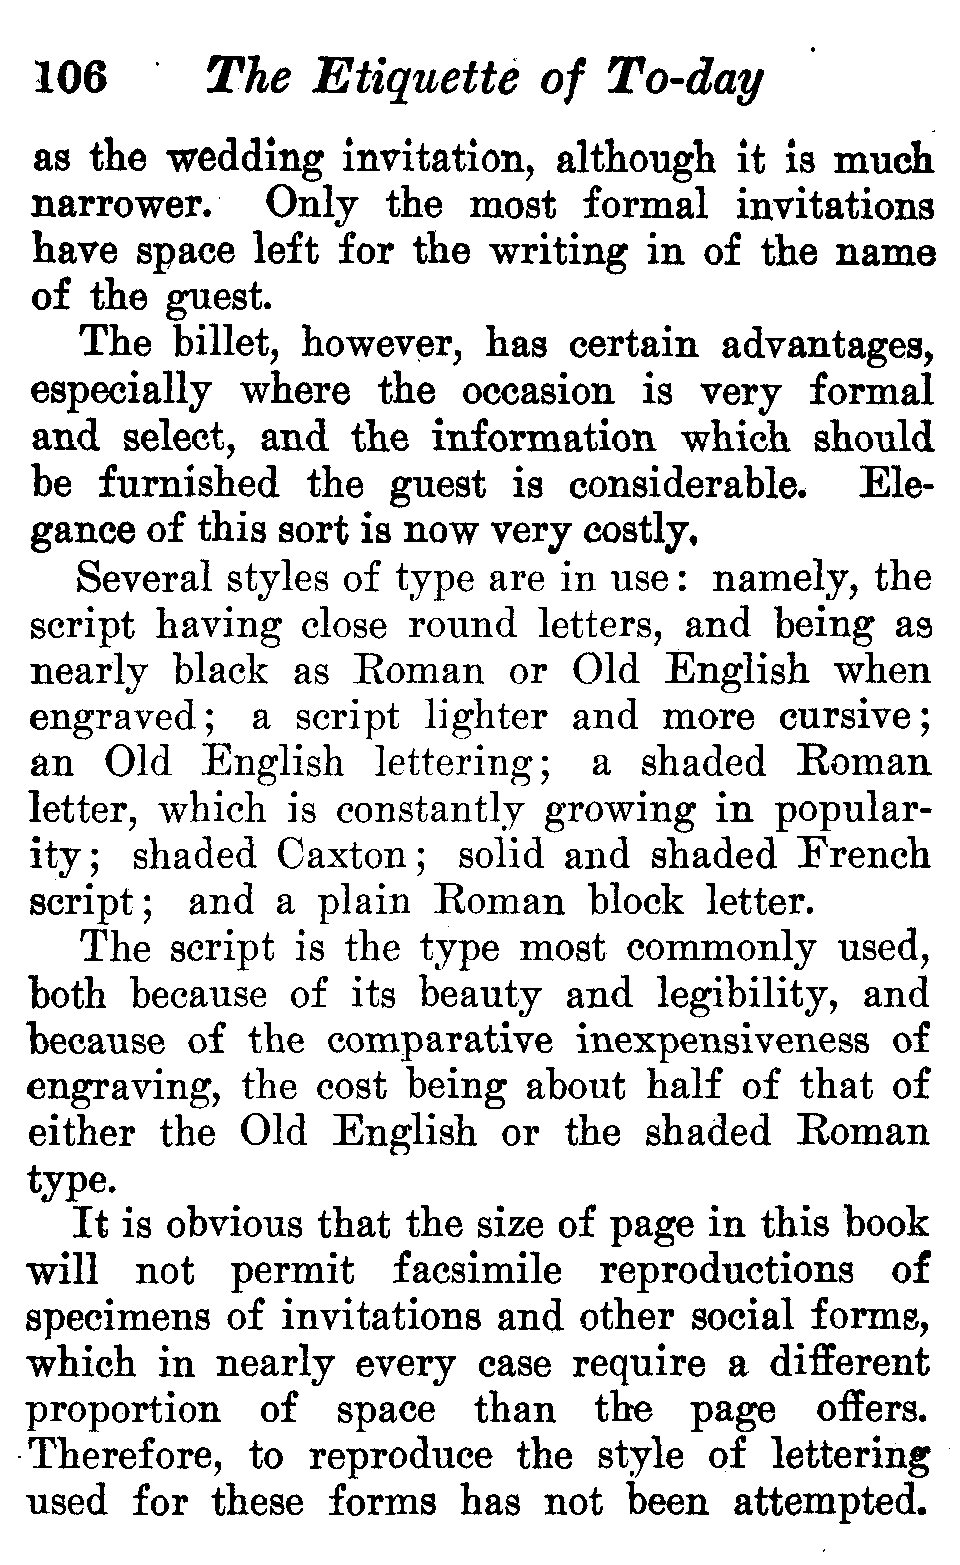 106 The Etiquette of To-day
as the wedding invitation, although it is much
narrower. Only the most formal invitations
have space left for the writing in of the name
of the guest.
The billet, however, has certain advantages,
especially where the occasion is very formal
and select, and the information which should
be furnished the guest is considerable. Ele-
gance of this sort is now very costly.
Several styles of type are in use: namely, the
script having close round letters, and being as
nearly black as Roman or Old English when
engraved; a script lighter and more cursive;
an Old English lettering; a shaded Roman
letter, which is constantly growing in popular-
ity; shaded Caxton; solid and shaded French
script; and a plain Roman block letter.
The script is the type most commonly used,
both because of its beauty and legibility, and
because of the comparative inexpensiveness of
engraving, the cost being about half of that of
either the Old English or the shaded Roman
type.
It is obvious that the size of page in this book
will not permit facsimile reproductions of
specimens of invitations and other social forms,
which in nearly every case require a different
proportion of space than the page offers.
Therefore, to reproduce the style of lettering
used for these forms has not been attempted.